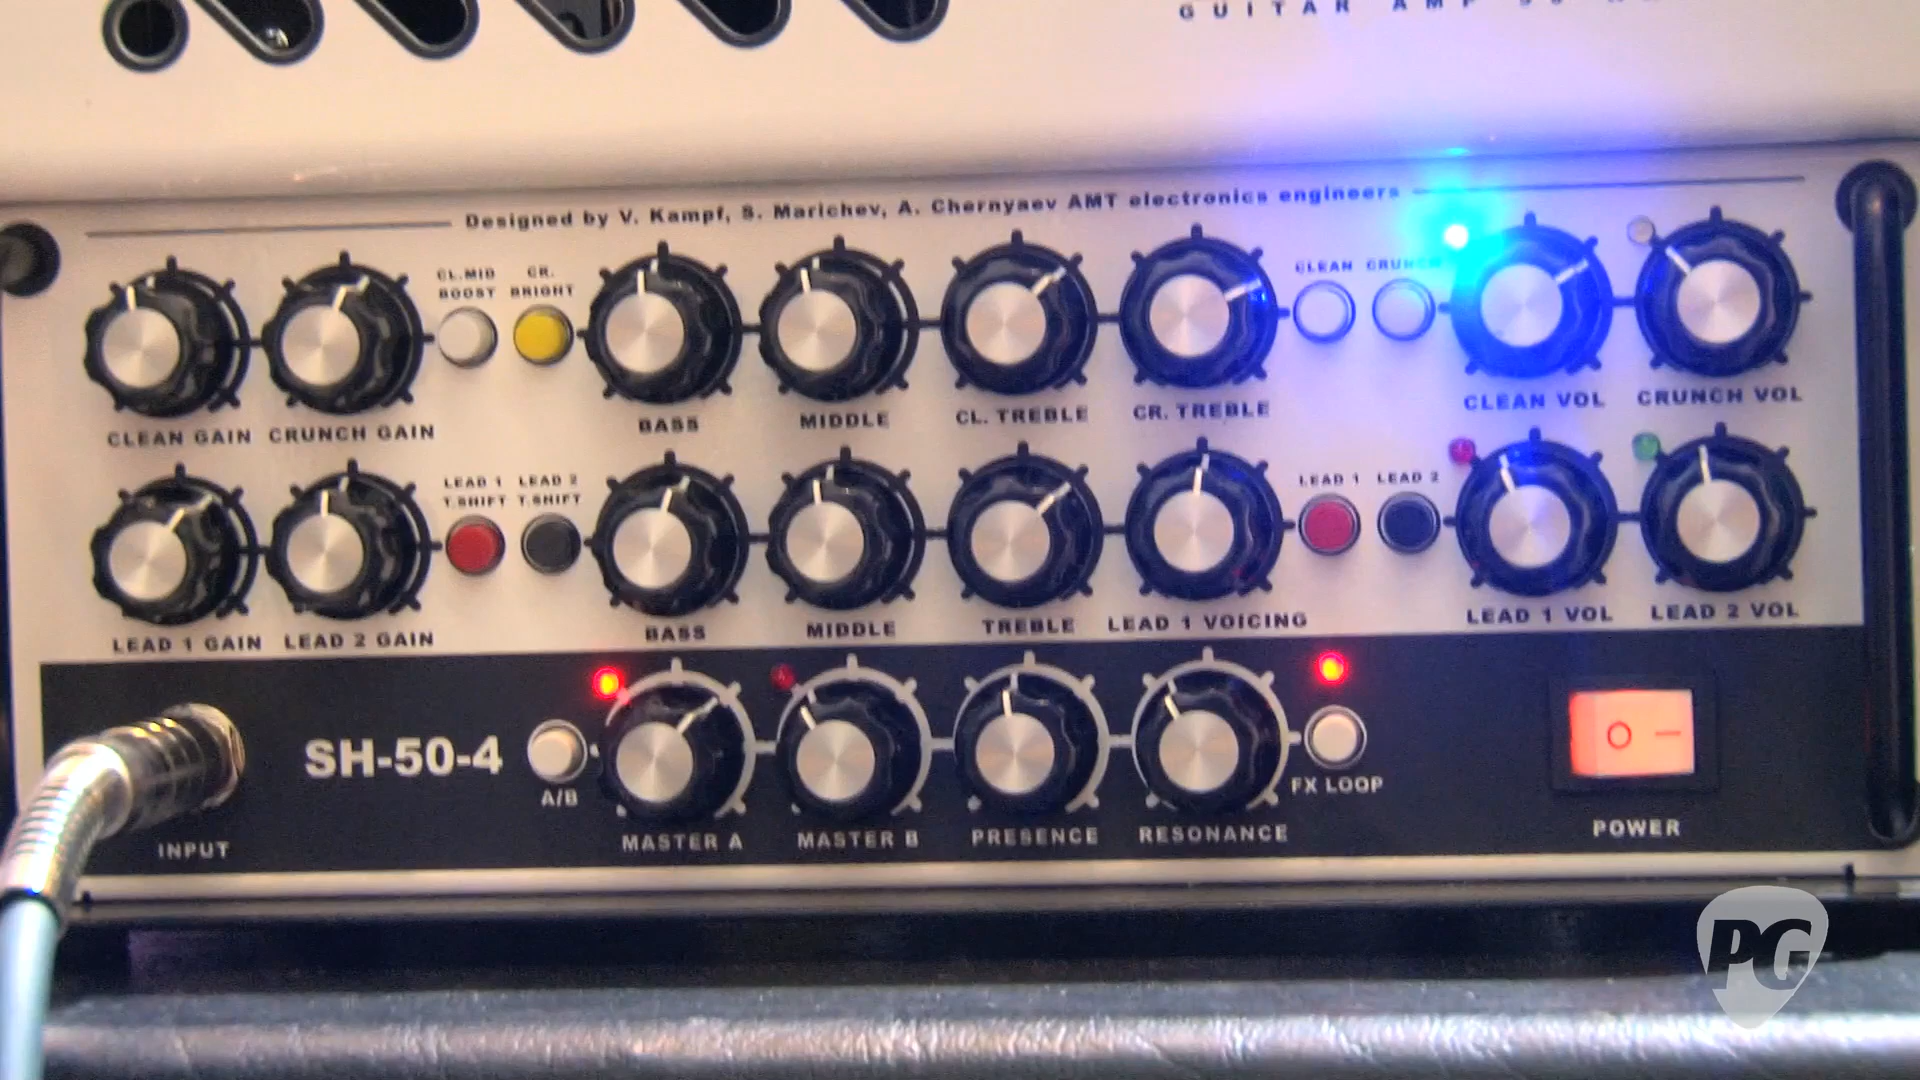 GUITAR AMP
Designed by V. Kampf, S. Marichev, A. Chernyaev AMT electronics engineers
CL.MID BOOST
CR. BRIGHT
CLEAN CRUNCH
CLEAN GAIN CRUNCH GAIN BASS MIDDLE CL. TREBLE CR. TREBLE CLEAN VOL CRUNCH VOL
LEAD 1 T.SHIFT
LEAD 2 T.SHIFT
LEAD 1 LEAD 2
LEAD 1 GAIN LEAD 2 GAIN BASS MIDDLE TREBLE LEAD 1 VOICING LEAD 1 VOL LEAD 2 VOL
SH-50-4
A/B
FX LOOP
INPUT MASTER A MASTER B PRESENCE RESONANCE POWER
PG